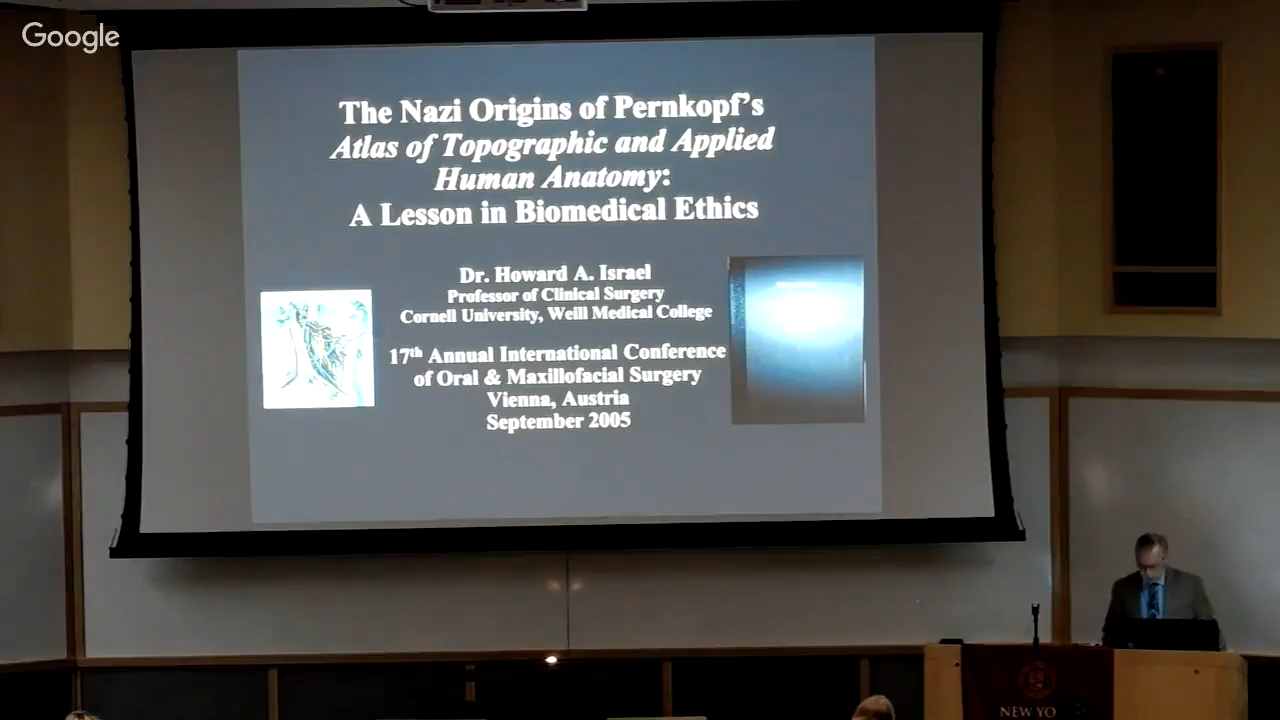 Google
The Nazi Origins of Pernkopf's
Atlas of Topographic and Applied
Human Anatomy:
A Lesson in Biomedical Ethics
Dr. Howard A. Israel
Professor of Clinical Surgery
Cornell University, Weill Medical College
17th Annual International Conference
of Oral & Maxillofacial Surgery
Vienna, Austria
September 2005
NEW YO